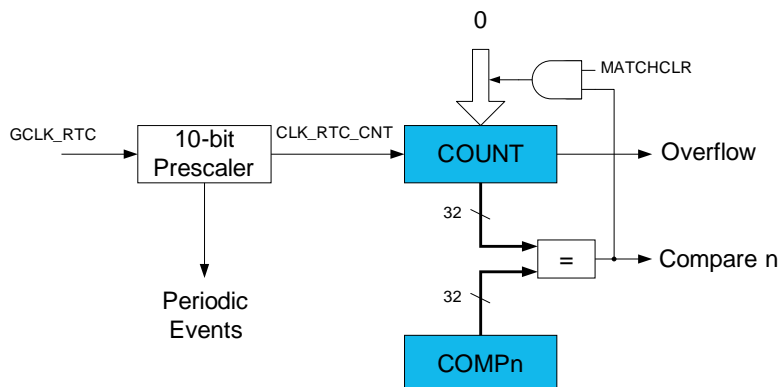 0
MATCHCLR
GCLK_RTC
10-bit
Prescaler
CLK_RTC_CNT
COUNT
Overflow
32
=
Compare n
Periodic
Events
32
COMPn